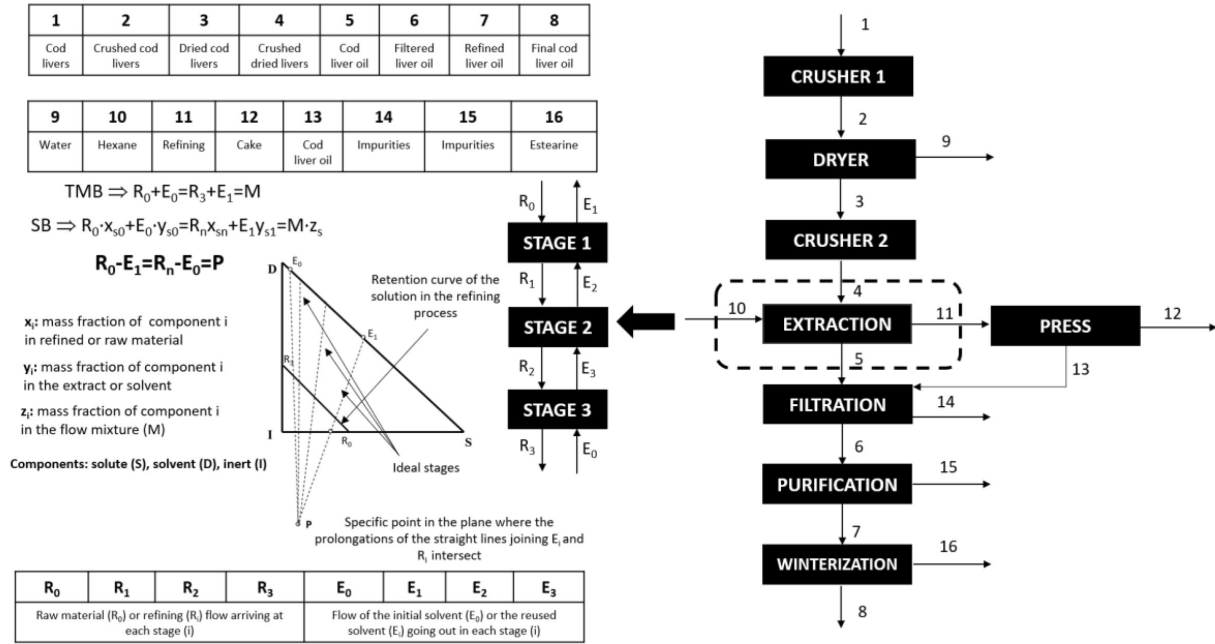 1 2 3 4 5 6 7 8
Cod livers Crushed cod livers Dried cod livers Crushed dried livers Cod liver oil Filtered liver oil Refined liver oil Final cod liver oil
9 10 11 12 13 14 15 16
Water Hexane Refining Cake Cod liver oil Impurities Impurities Estearine
TMB ⟹ R₀+E₀=R₃+E₁=M
SB ⟹ R₀·xₛ₀+E₀·yₛ₀=Rₙxₛₙ+E₁yₛ₁=M·zₛ
R₀-E₁=Rₙ-E₀=P
xᵢ: mass fraction of component i
in refined or raw material
yᵢ: mass fraction of component i
in the extract or solvent
zᵢ: mass fraction of component i
in the flow mixture (M)
Components: solute (S), solvent (D), inert (I)
D
E₀
E₁
R₃
I
R₀
S
P
Retention curve of the
solution in the refining
process
Ideal stages
Specific point in the plane where the
prolongations of the straight lines joining Eᵢ and
Rᵢ intersect
R₀
E₁
STAGE 1
R₁
E₂
STAGE 2
R₂
E₃
STAGE 3
R₃
E₀
R₀ R₁ R₂ R₃ E₀ E₁ E₂ E₃
Raw material (R₀) or refining (Rᵢ) flow arriving at
each stage (i)
Flow of the initial solvent (E₀) or the reused
solvent (Eᵢ) going out in each stage (i)
1
CRUSHER 1
2
DRYER
9
3
CRUSHER 2
4
10
EXTRACTION
11
PRESS
12
5
13
FILTRATION
14
6
PURIFICATION
15
7
WINTERIZATION
16
8